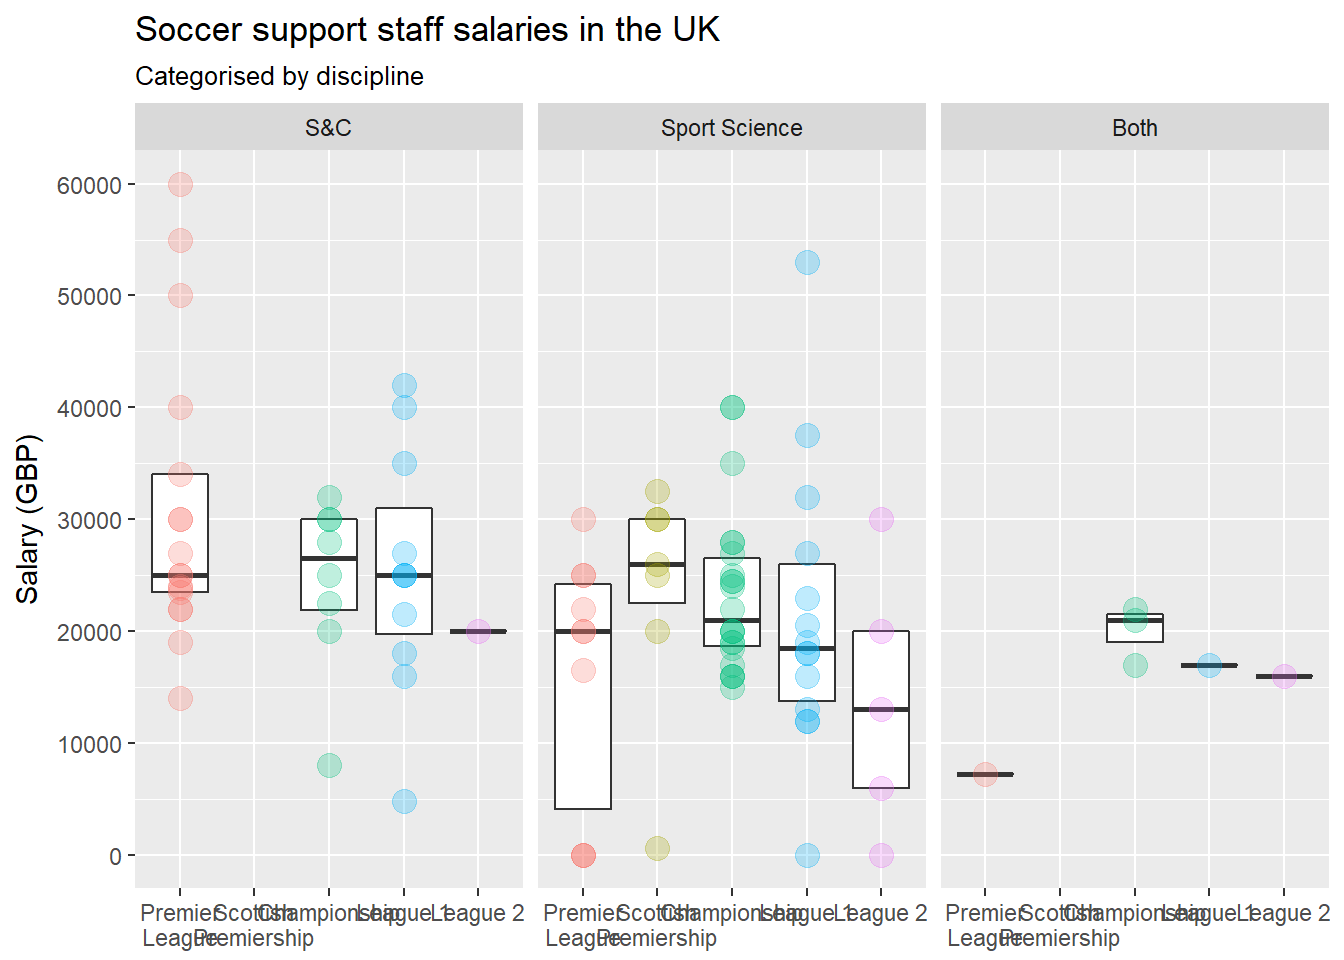 Soccer support staff salaries in the UK
Categorised by discipline
S&C
Sport Science
Both
Salary (GBP)
60000
50000
40000
30000
20000
10000
0
Premier
League
Scottish
Premiership
Championship
League 1
League 2
Premier
League
Scottish
Premiership
Championship
League 1
League 2
Premier
League
Scottish
Premiership
Championship
League 1
League 2